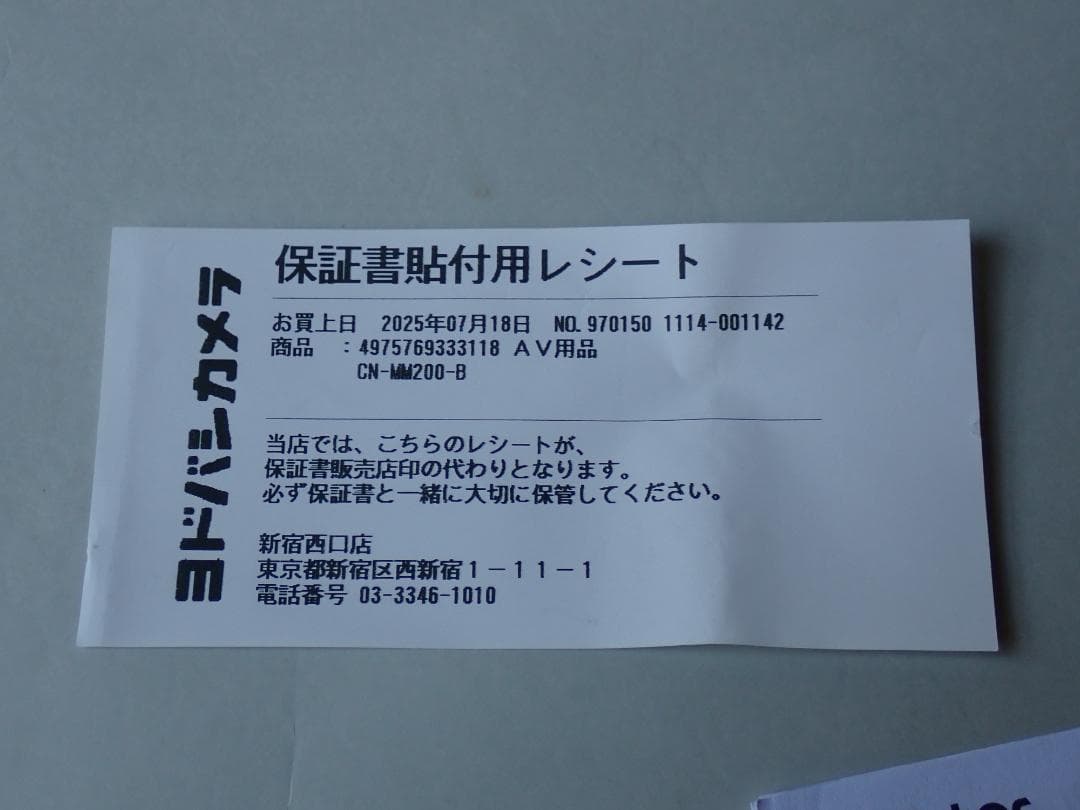 ヨドバシカメラ
保証書貼付用レシート
お買上日 2025年07月18日 NO.970150 1114-001142
商品 :4975769333118 AV用品
CN-MM200-B
当店では、こちらのレシートが、
保証書販売店印の代わりとなります。
必ず保証書と一緒に大切に保管してください。
新宿西口店
東京都新宿区西新宿1-11-1
電話番号 03-3346-1010